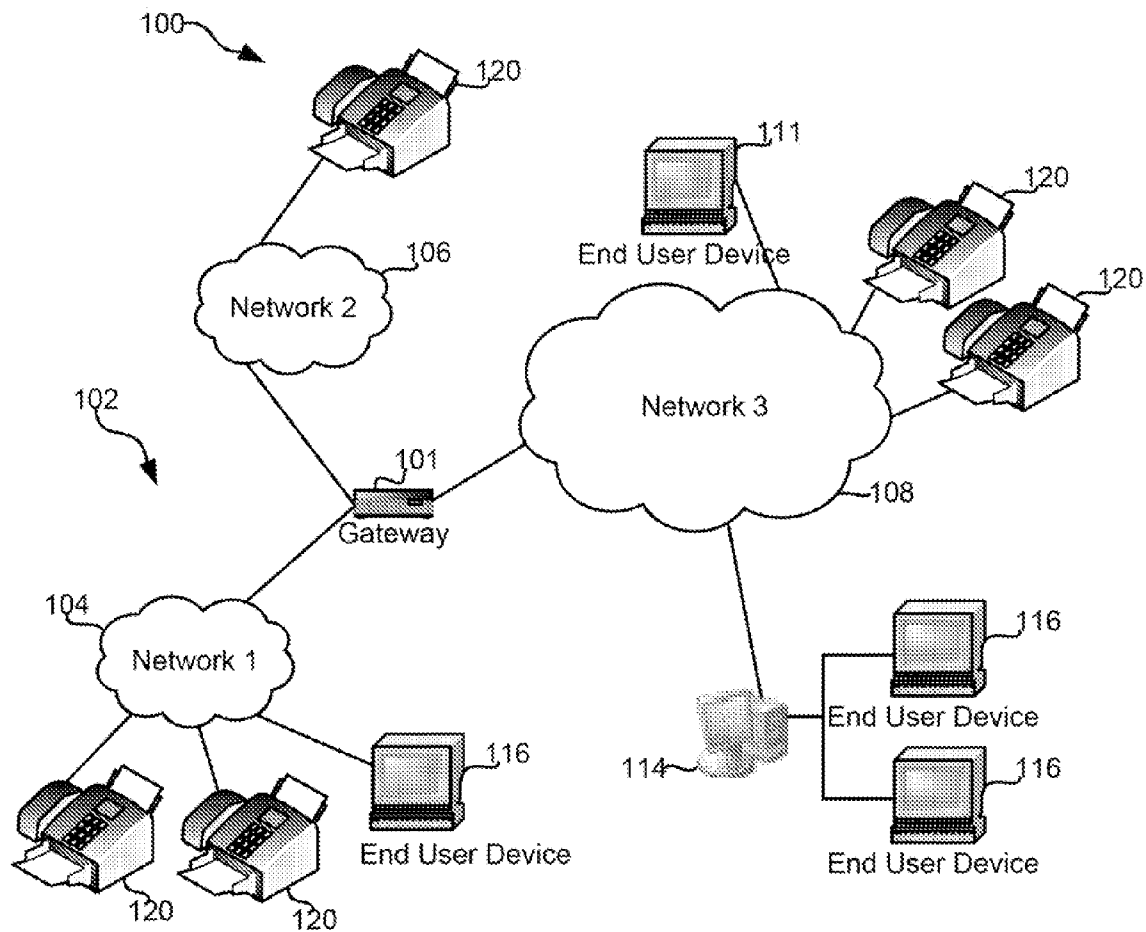 100
120
111
120
End User Device
106
120
Network 2
Network 3
102
101
108
Gateway
104
116
Network 1
End User Device
116
114
116
End User Device
End User Device
120
120